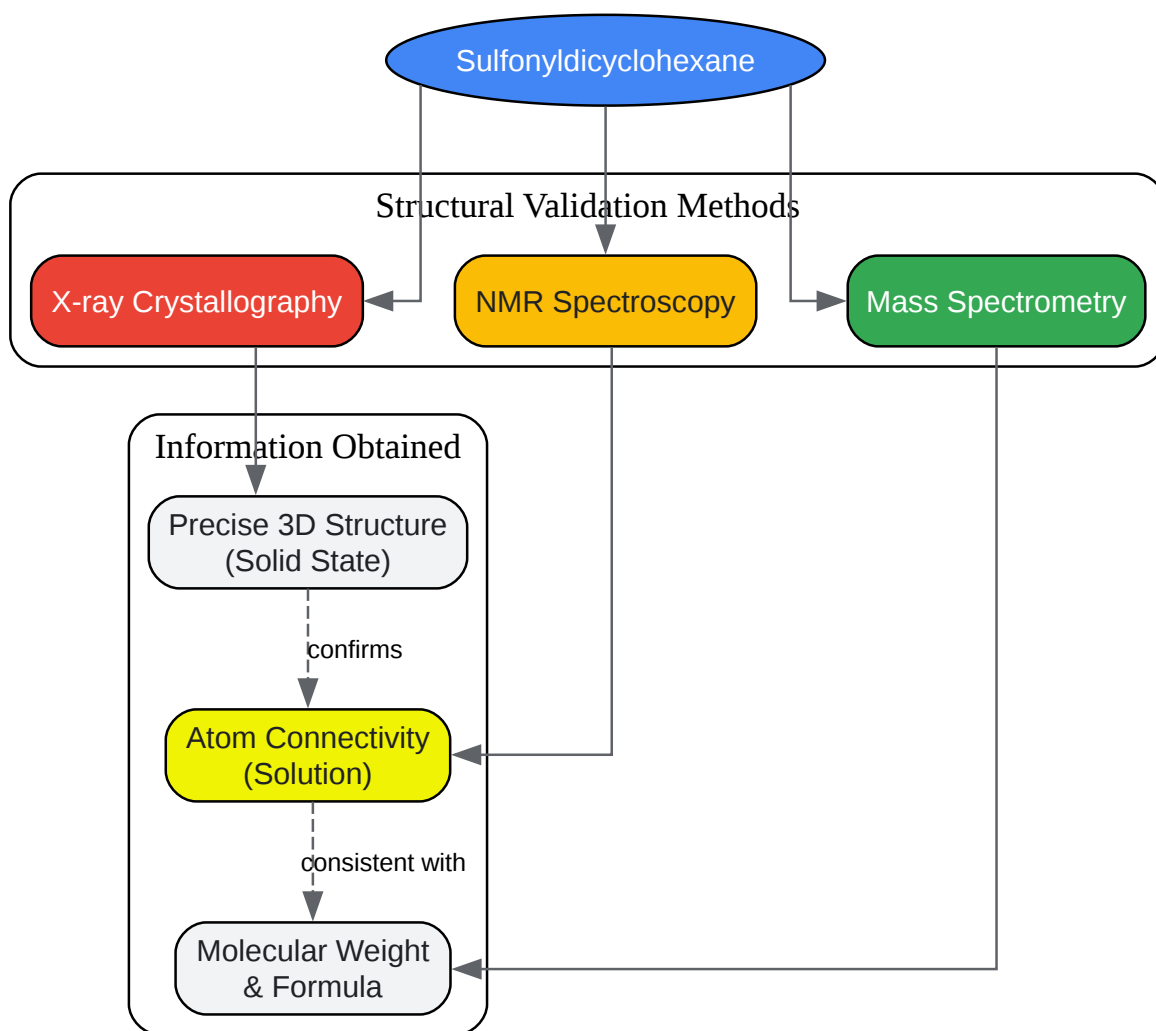 Sulfonyldicyclohexane
Structural Validation Methods
X-ray Crystallography
NMR Spectroscopy
Mass Spectrometry
Information Obtained
Precise 3D Structure
(Solid State)
confirms
Atom Connectivity
(Solution)
consistent with
Molecular Weight
& Formula